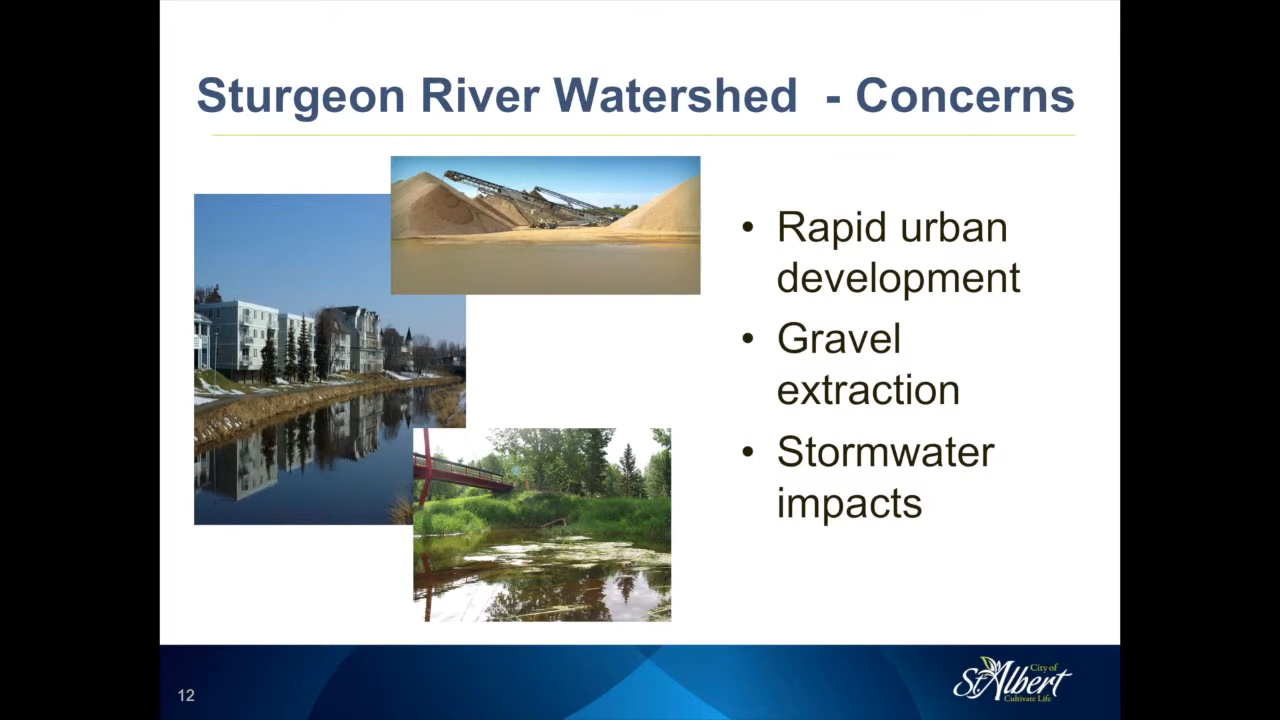 Sturgeon River Watershed - Concerns
• Rapid urban
development
• Gravel
extraction
• Stormwater
impacts
12
City of
St Albert
Cultivate Life